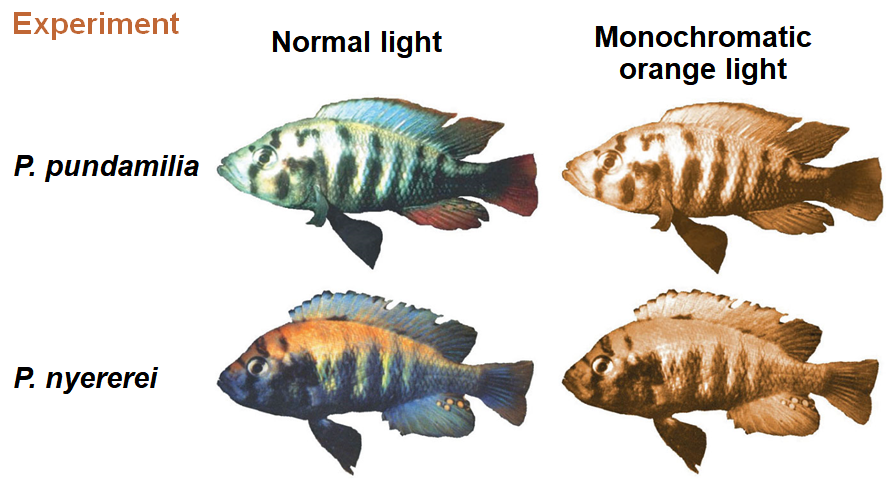 Experiment
Normal light
Monochromatic
orange light
P. pundamilia
P. nyererei